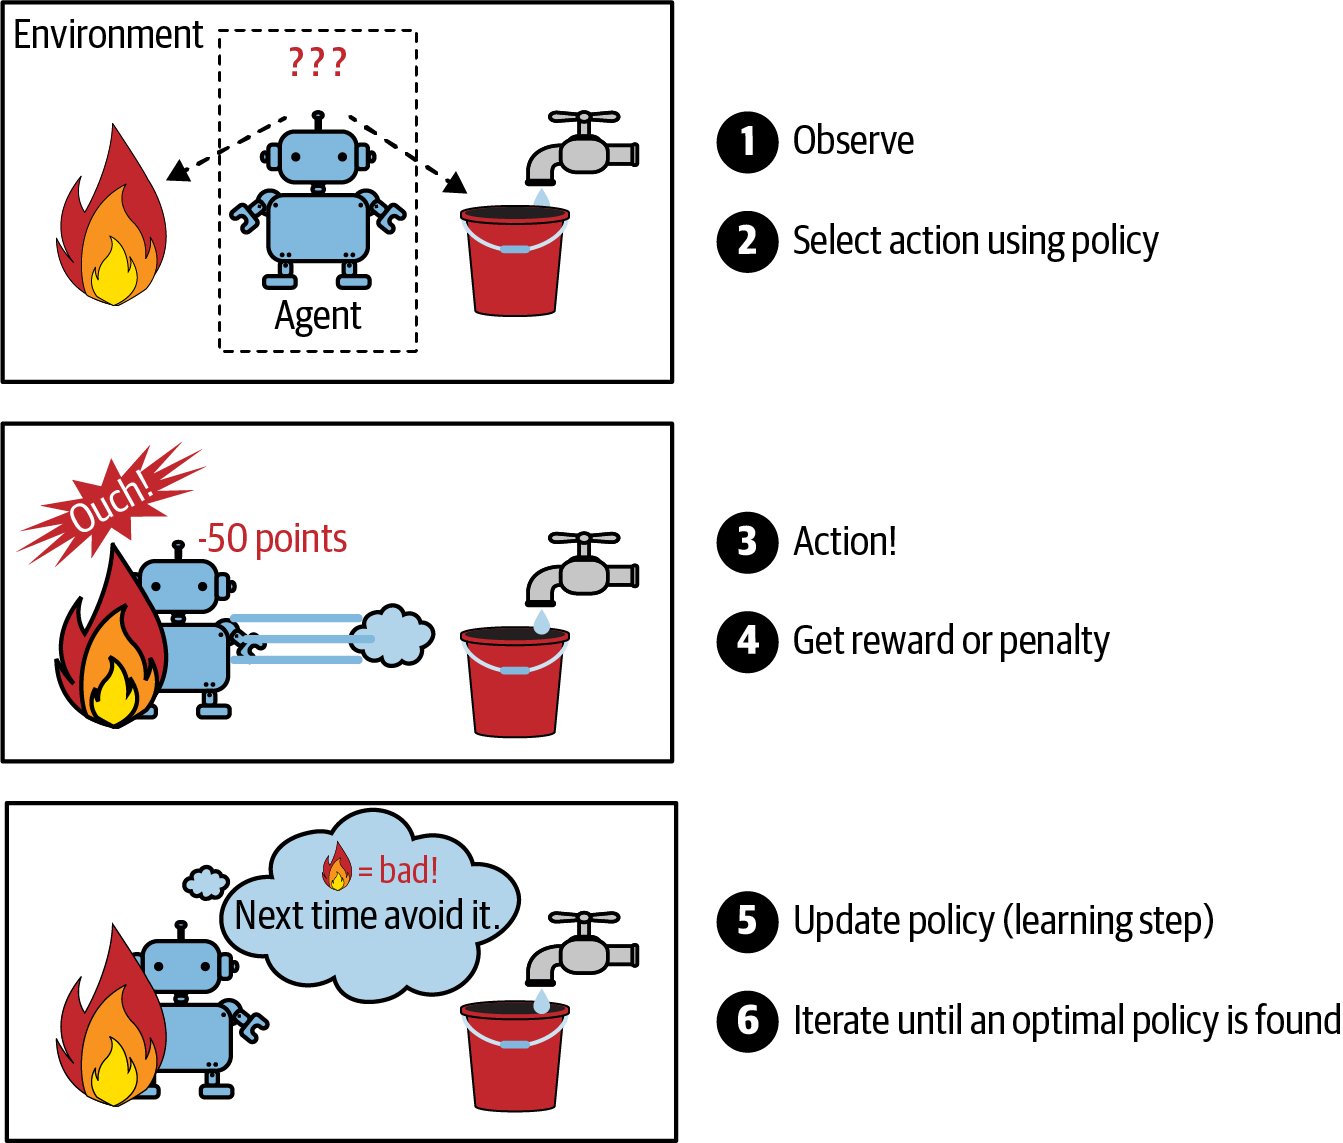 Environment
???
Agent
1 Observe
2 Select action using policy
Ouch!
-50 points
3 Action!
4 Get reward or penalty
= bad!
Next time avoid it.
5 Update policy (learning step)
6 Iterate until an optimal policy is found